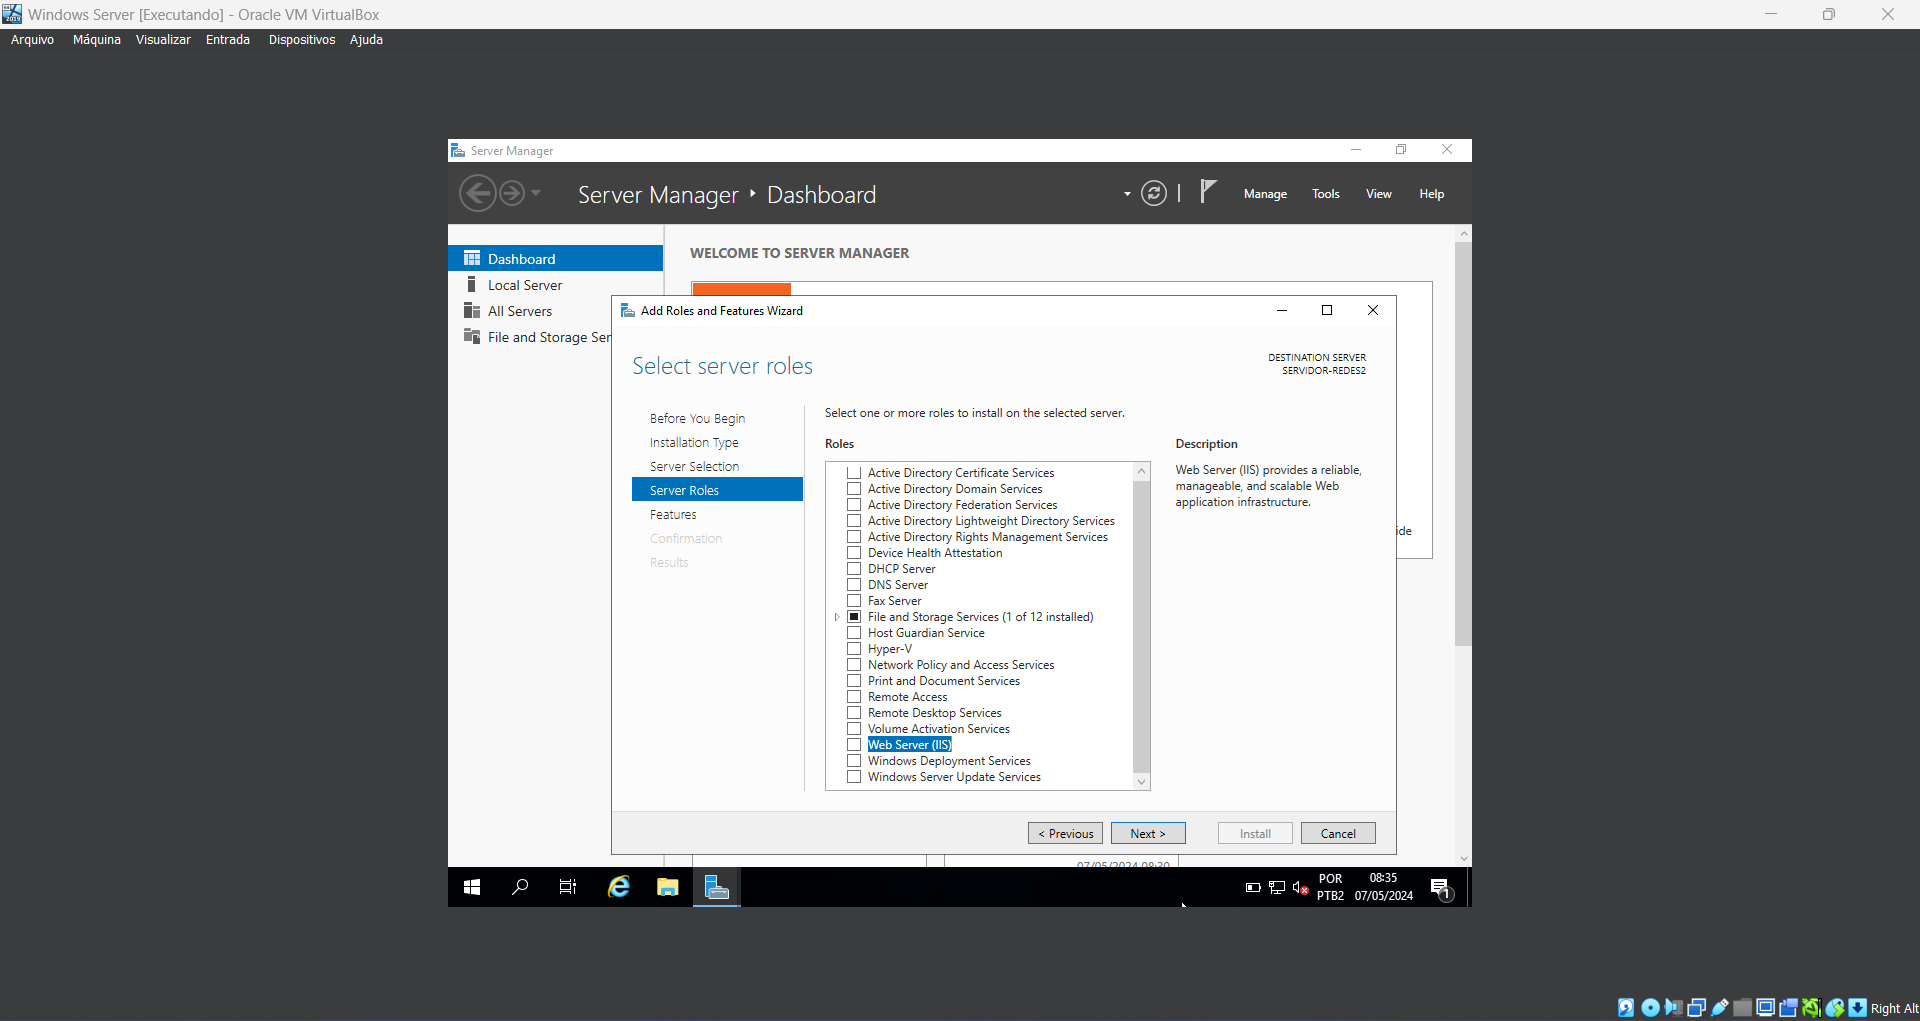 Windows Server [Executando] - Oracle VM VirtualBox
Arquivo Máquina Visualizar Entrada Dispositivos Ajuda
Server Manager
Server Manager Dashboard
Manage Tools View Help
Dashboard
Local Server
All Servers
File and Storage Ser
WELCOME TO SERVER MANAGER
Add Roles and Features Wizard
Select server roles
DESTINATION SERVER
SERVIDOR-REDES2
Before You Begin
Installation Type
Server Selection
Server Roles
Features
Confirmation
Results
Select one or more roles to install on the selected server.
Roles
Active Directory Certificate Services
Active Directory Domain Services
Active Directory Federation Services
Active Directory Lightweight Directory Services
Active Directory Rights Management Services
Device Health Attestation
DHCP Server
DNS Server
Fax Server
File and Storage Services (1 of 12 installed)
Host Guardian Service
Hyper-V
Network Policy and Access Services
Print and Document Services
Remote Access
Remote Desktop Services
Volume Activation Services
Web Server (IIS)
Windows Deployment Services
Windows Server Update Services
Description
Web Server (IIS) provides a reliable,
manageable, and scalable Web
application infrastructure.
ide
< Previous Next > Install Cancel
07/05/2024 08:30
POR
PTB2
08:35
07/05/2024
1
Right Alt